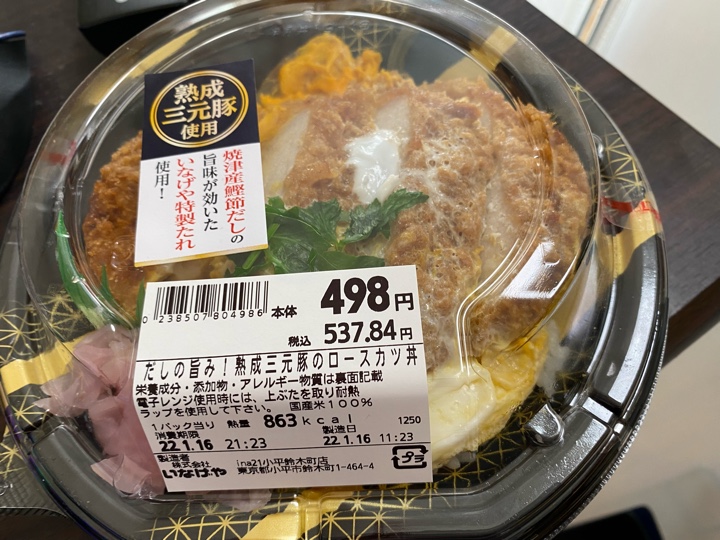 熟成
三元豚
使用
焼津産鰹節だしの
旨味が効いた
いなげや特製たれ
使用！
0 238507 804986
本体 498円
税込 537.84円
だしの旨み！熟成三元豚のロースカツ丼
栄養成分・添加物・アレルギー物質は裏面記載
電子レンジ使用時には、上ぶたを取り耐熱
ラップを使用して下さい。 国産米100%
1パック当り 熱量 863kcal 1250
消費期限 製造日
22.1.16 21:23 22.1.16 11:23
製造者
株式会社
いなげや
ina21小平鈴木町店
東京都小平市鈴木町1-464-4
プラ